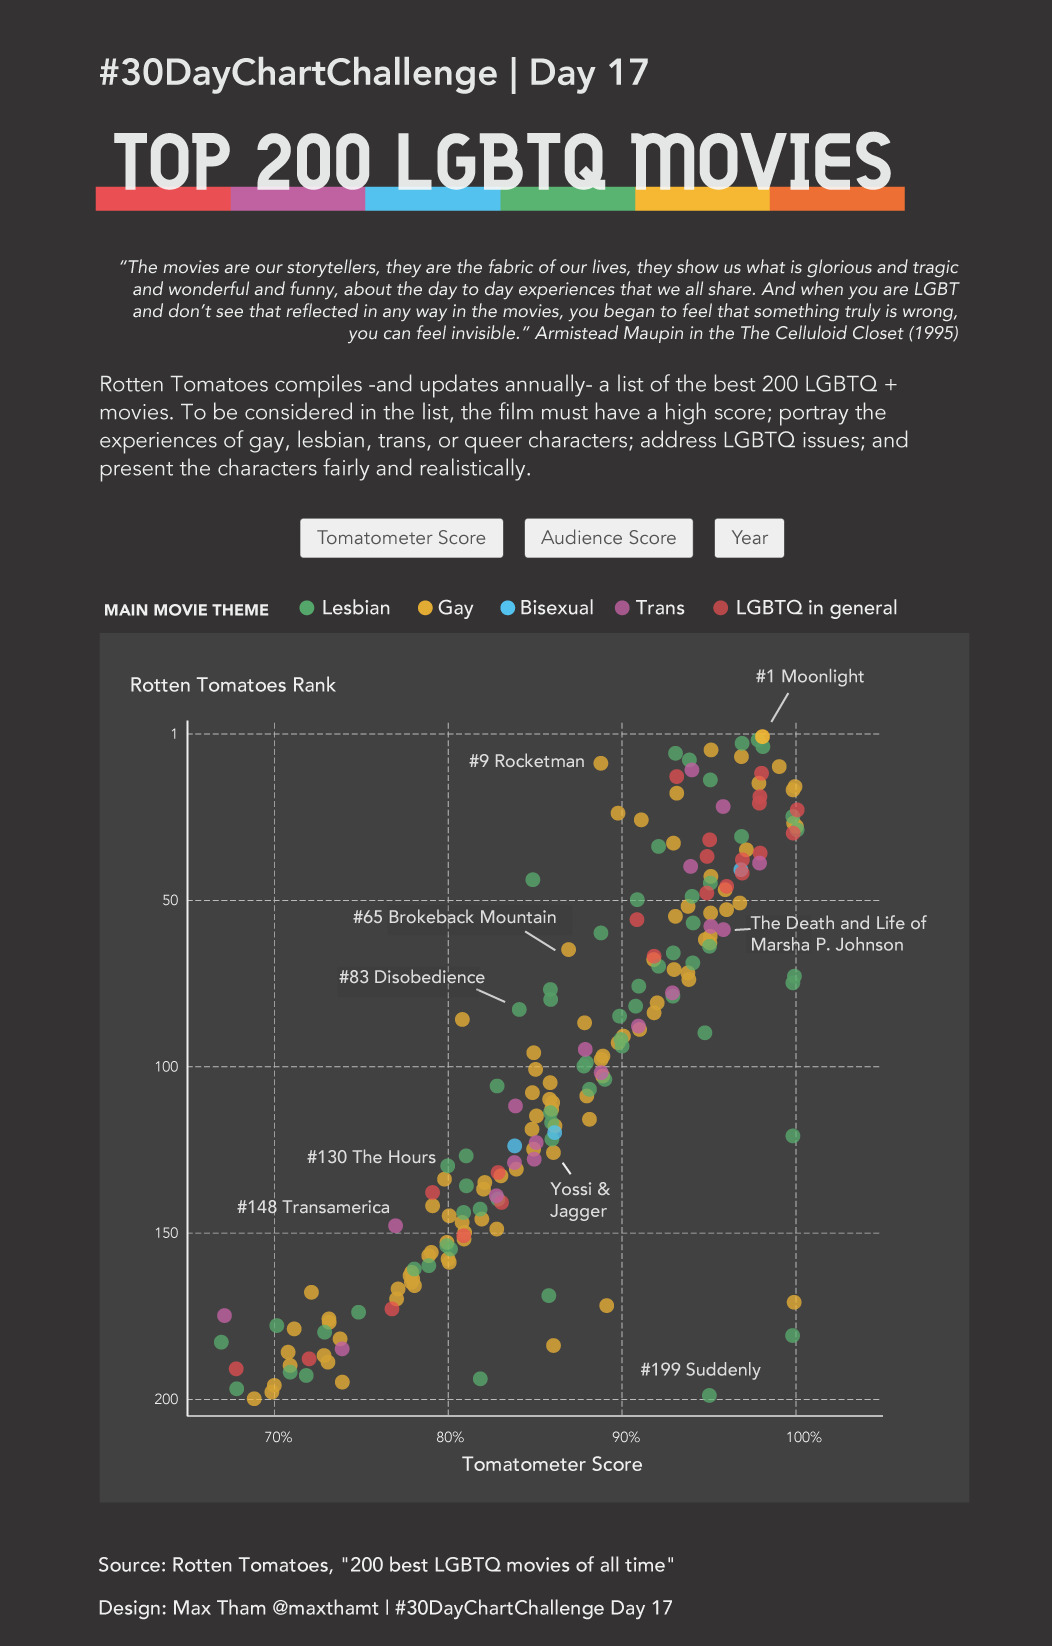 #30DayChartChallenge | Day 17
TOP 200 LGBTQ MOVIES
“The movies are our storytellers, they are the fabric of our lives, they show us what is glorious and tragic
and wonderful and funny, about the day to day experiences that we all share. And when you are LGBT
and don’t see that reflected in any way in the movies, you began to feel that something truly is wrong,
you can feel invisible.” Armistead Maupin in the The Celluloid Closet (1995)
Rotten Tomatoes compiles -and updates annually- a list of the best 200 LGBTQ +
movies. To be considered in the list, the film must have a high score; portray the
experiences of gay, lesbian, trans, or queer characters; address LGBTQ issues; and
present the characters fairly and realistically.
Tomatometer Score Audience Score Year
MAIN MOVIE THEME Lesbian Gay Bisexual Trans LGBTQ in general
#1 Moonlight
Rotten Tomatoes Rank
1
#9 Rocketman
50
#65 Brokeback Mountain
The Death and Life of
Marsha P. Johnson
#83 Disobedience
100
#130 The Hours
Yossi &
Jagger
#148 Transamerica
150
#199 Suddenly
200
70% 80% 90% 100%
Tomatometer Score
Source: Rotten Tomatoes, "200 best LGBTQ movies of all time"
Design: Max Tham @maxthamt | #30DayChartChallenge Day 17